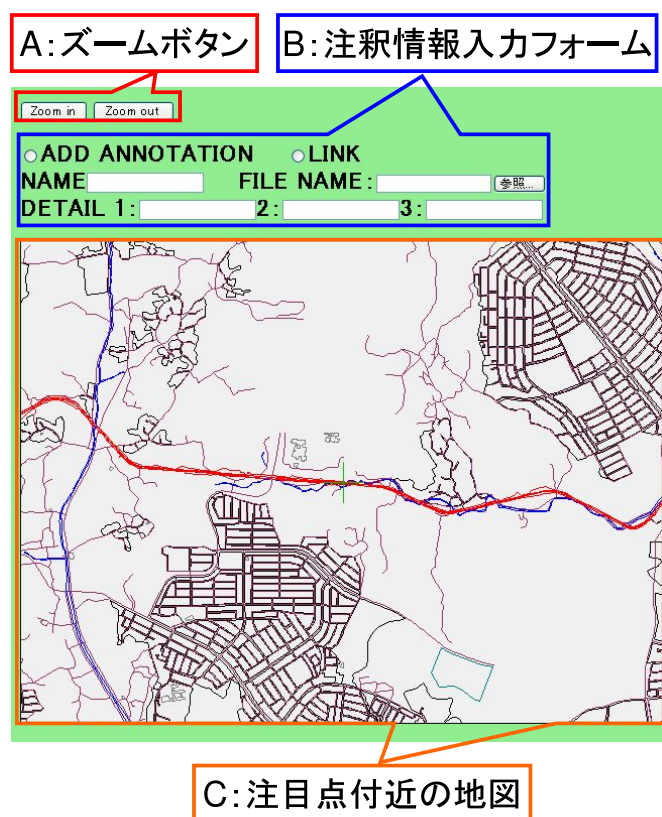 A:ズームボタン
B:注釈情報入力フォーム
Zoom in Zoom out
ADD ANNOTATION LINK
NAME FILE NAME: 参照...
DETAIL 1: 2: 3:
C:注目点付近の地図